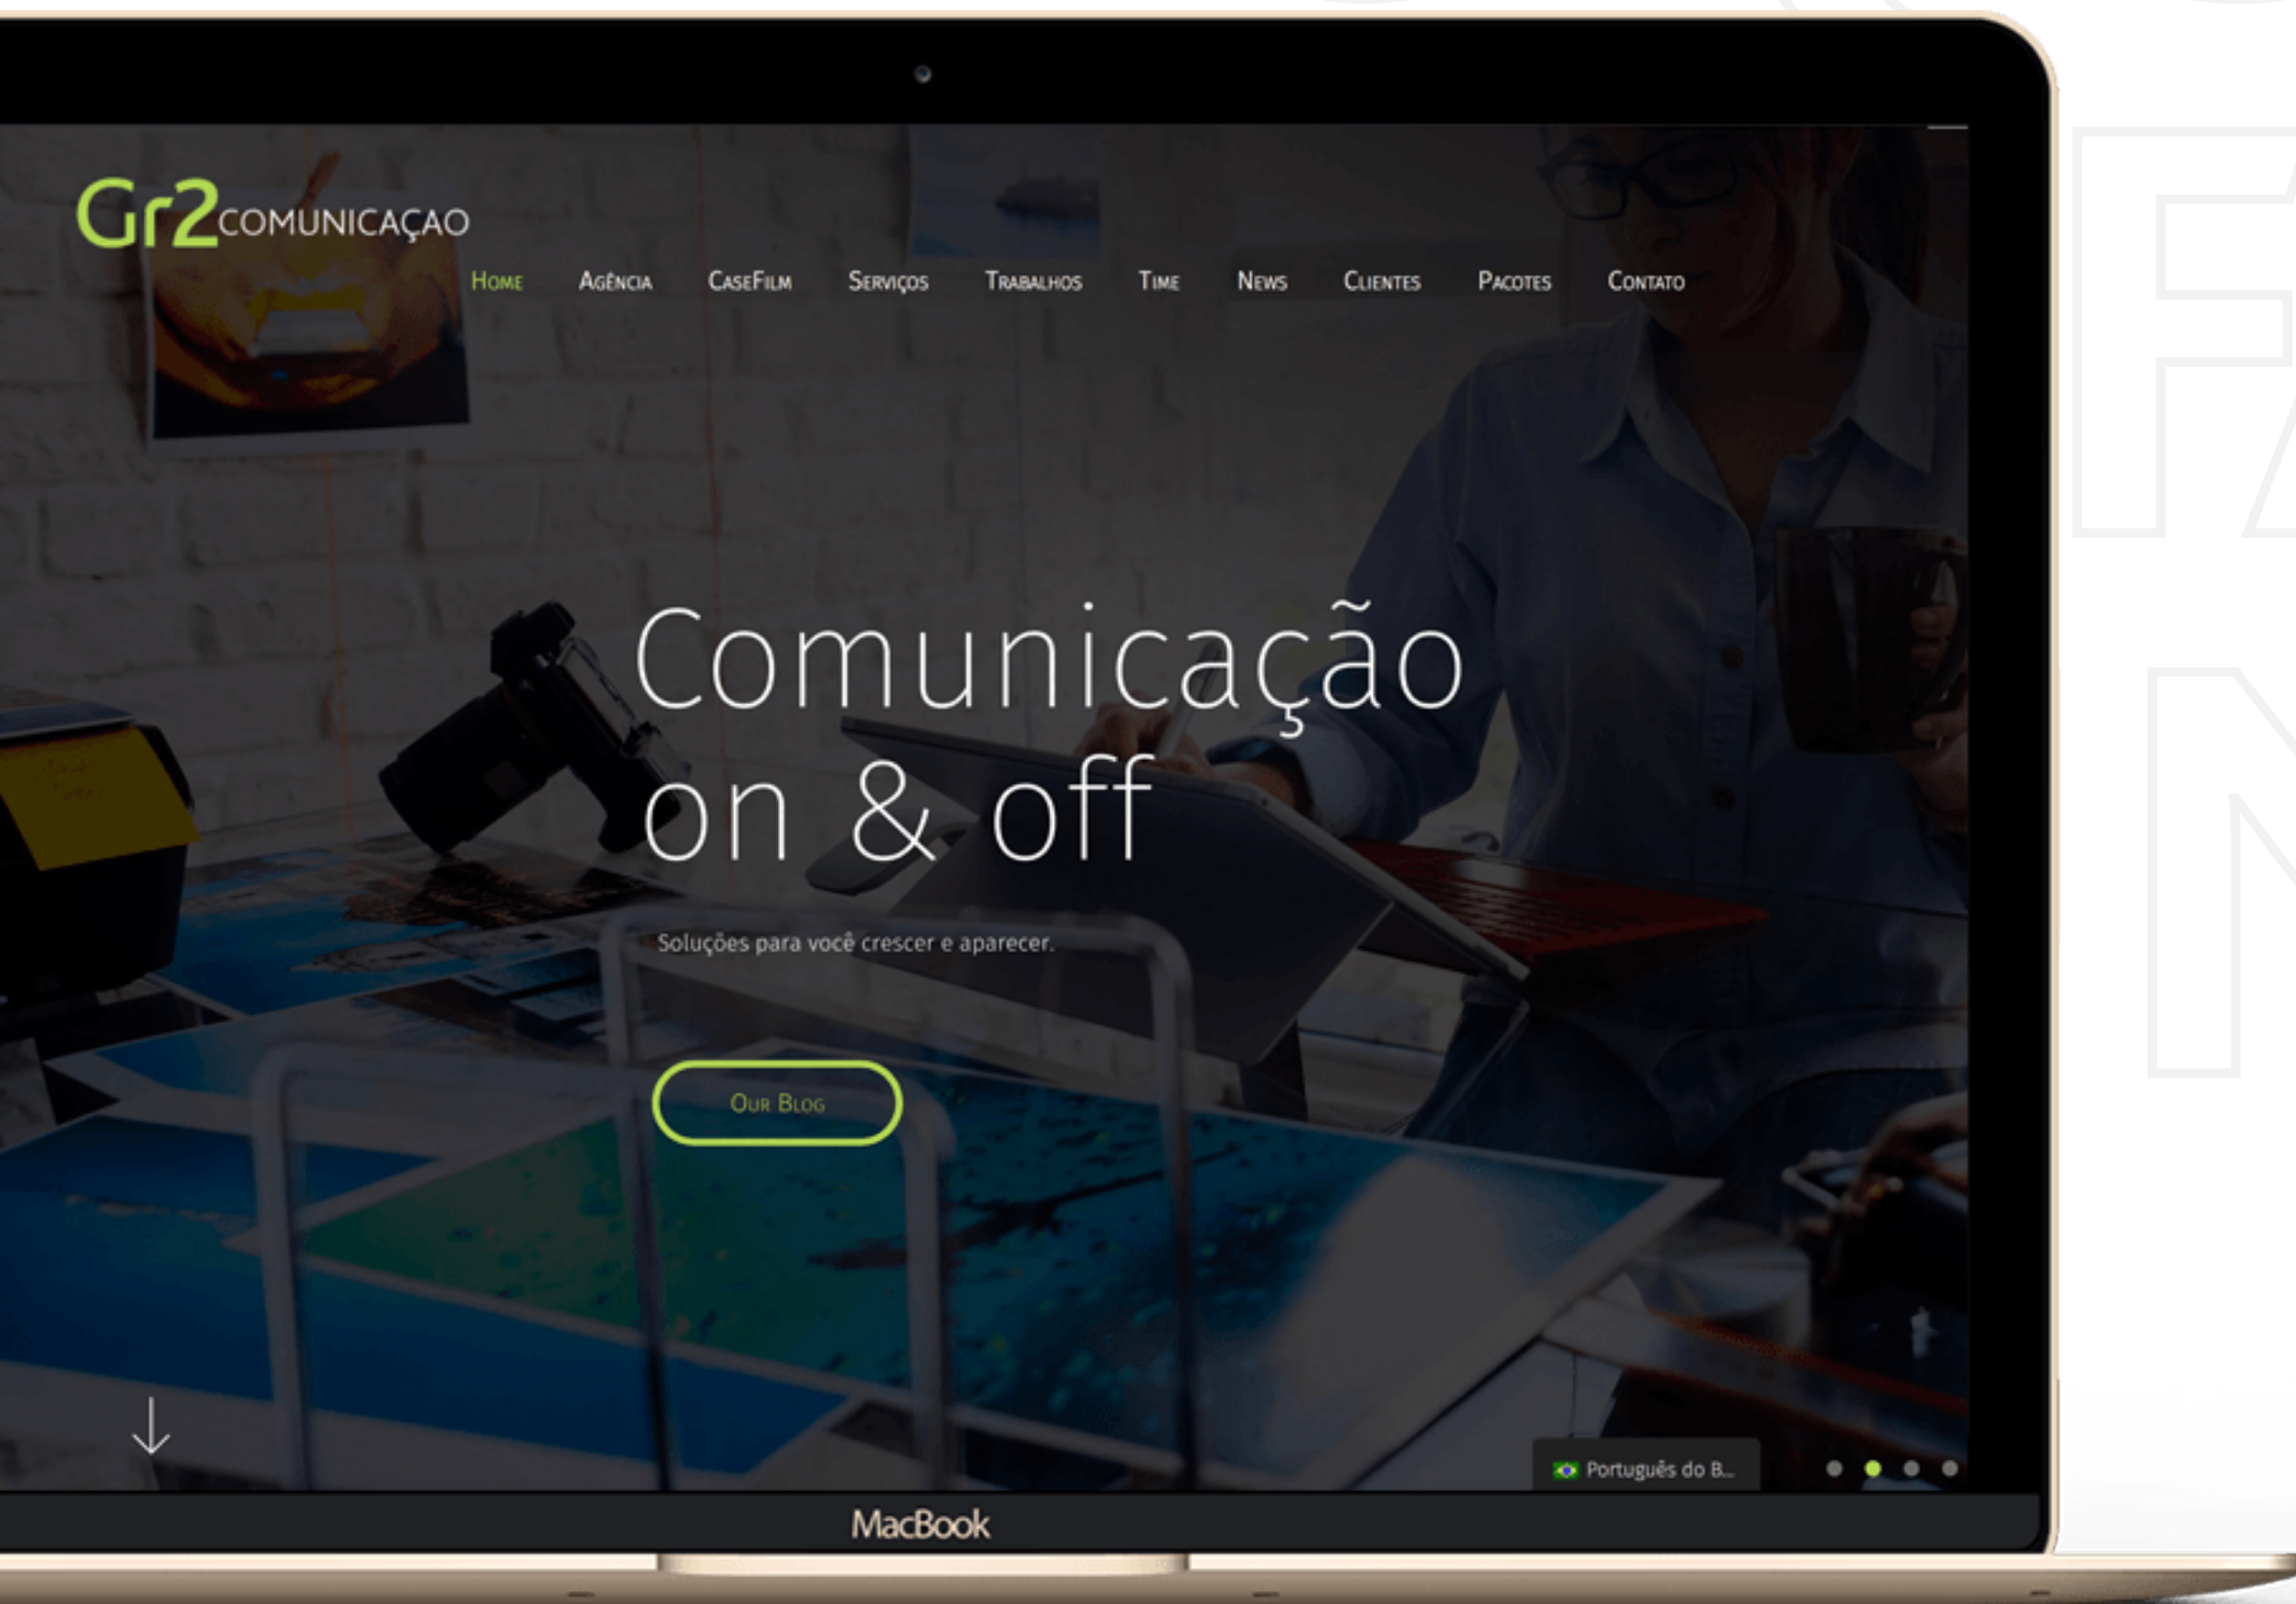 Gr2COMUNICAÇAO
HOME AGÊNCIA CASEFILM SERVIÇOS TRABALHOS TIME NEWS CLIENTES PACOTES CONTATO
FA
Comunicação
on & off
N
Soluções para você crescer e aparecer.
OUR BLOG
Português do B...
MacBook